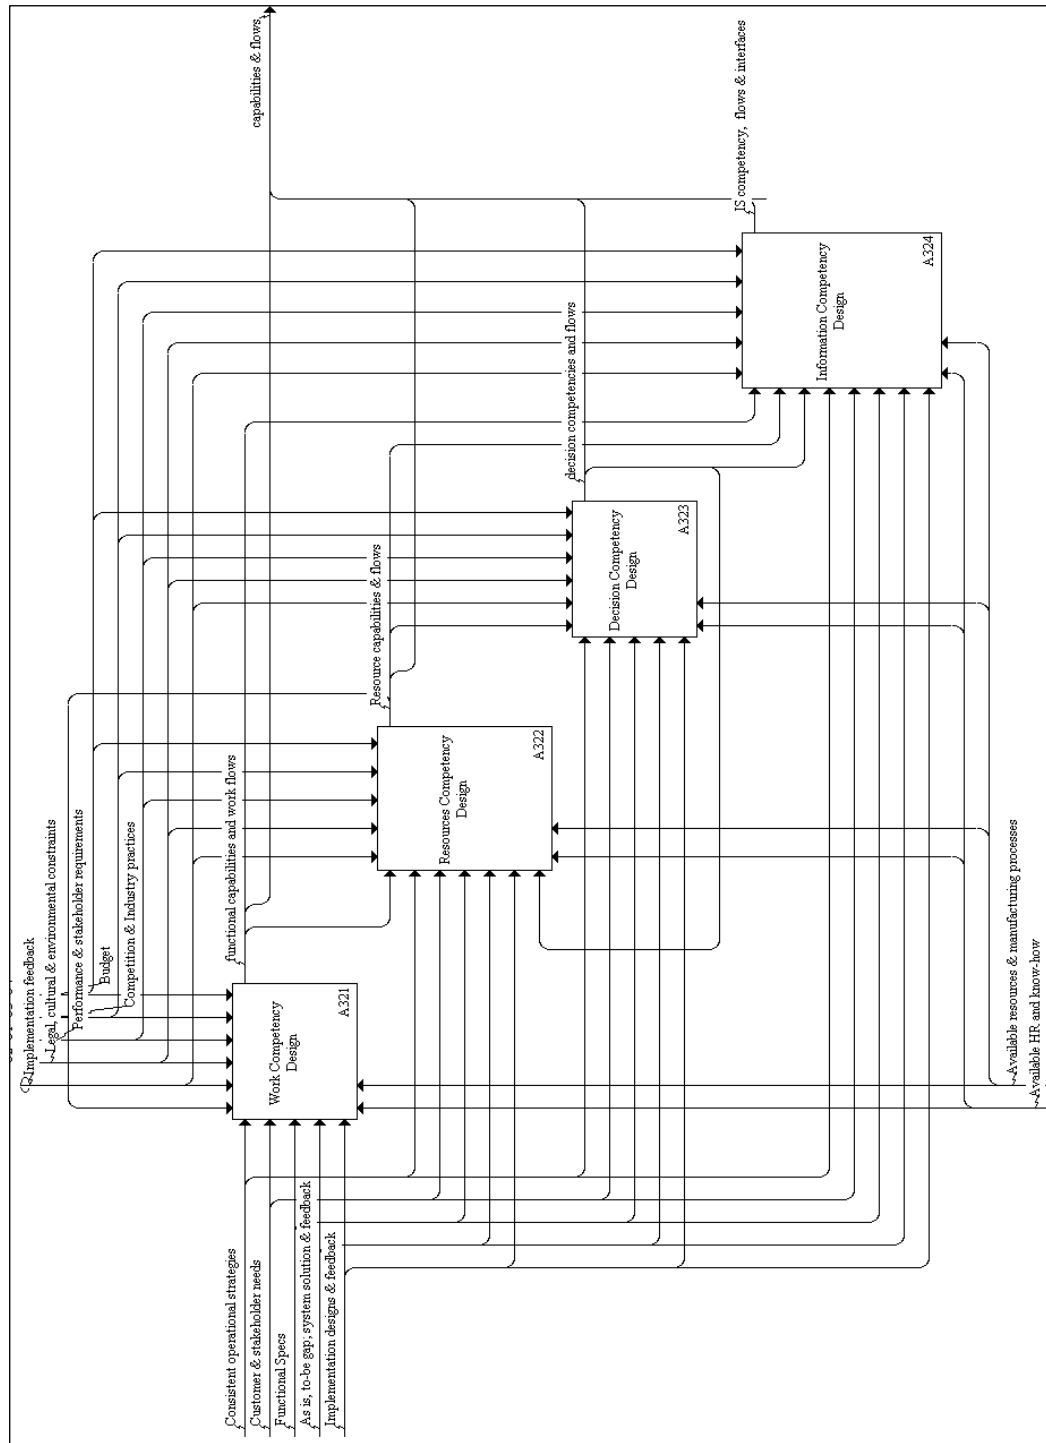 Implementation feedback
Legal, cultural & environmental constraints
Performance & stakeholder requirements
Budget
Competition & Industry practices
Consistent operational strategies
Customer & stakeholder needs
Functional Specs
As is, to-be gap; system solution & feedback
Implementation designs & feedback
Work Competency
Design
A321
functional capabilities and work flows
Resources Competency
Design
A322
Resource capabilities & flows
Decision Competency
Design
A323
decision competencies and flows
Information Competency
Design
A324
IS competency, flows & interfaces
capabilities & flows
Available resources & manufacturing processes
Available HR and know-how